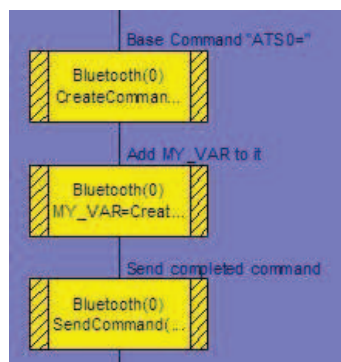 Base Command "ATS0="
Bluetooth(0)
CreateComman...
Add MY_VAR to it
Bluetooth(0)
MY_VAR=Creat...
Send completed command
Bluetooth(0)
SendCommand(...